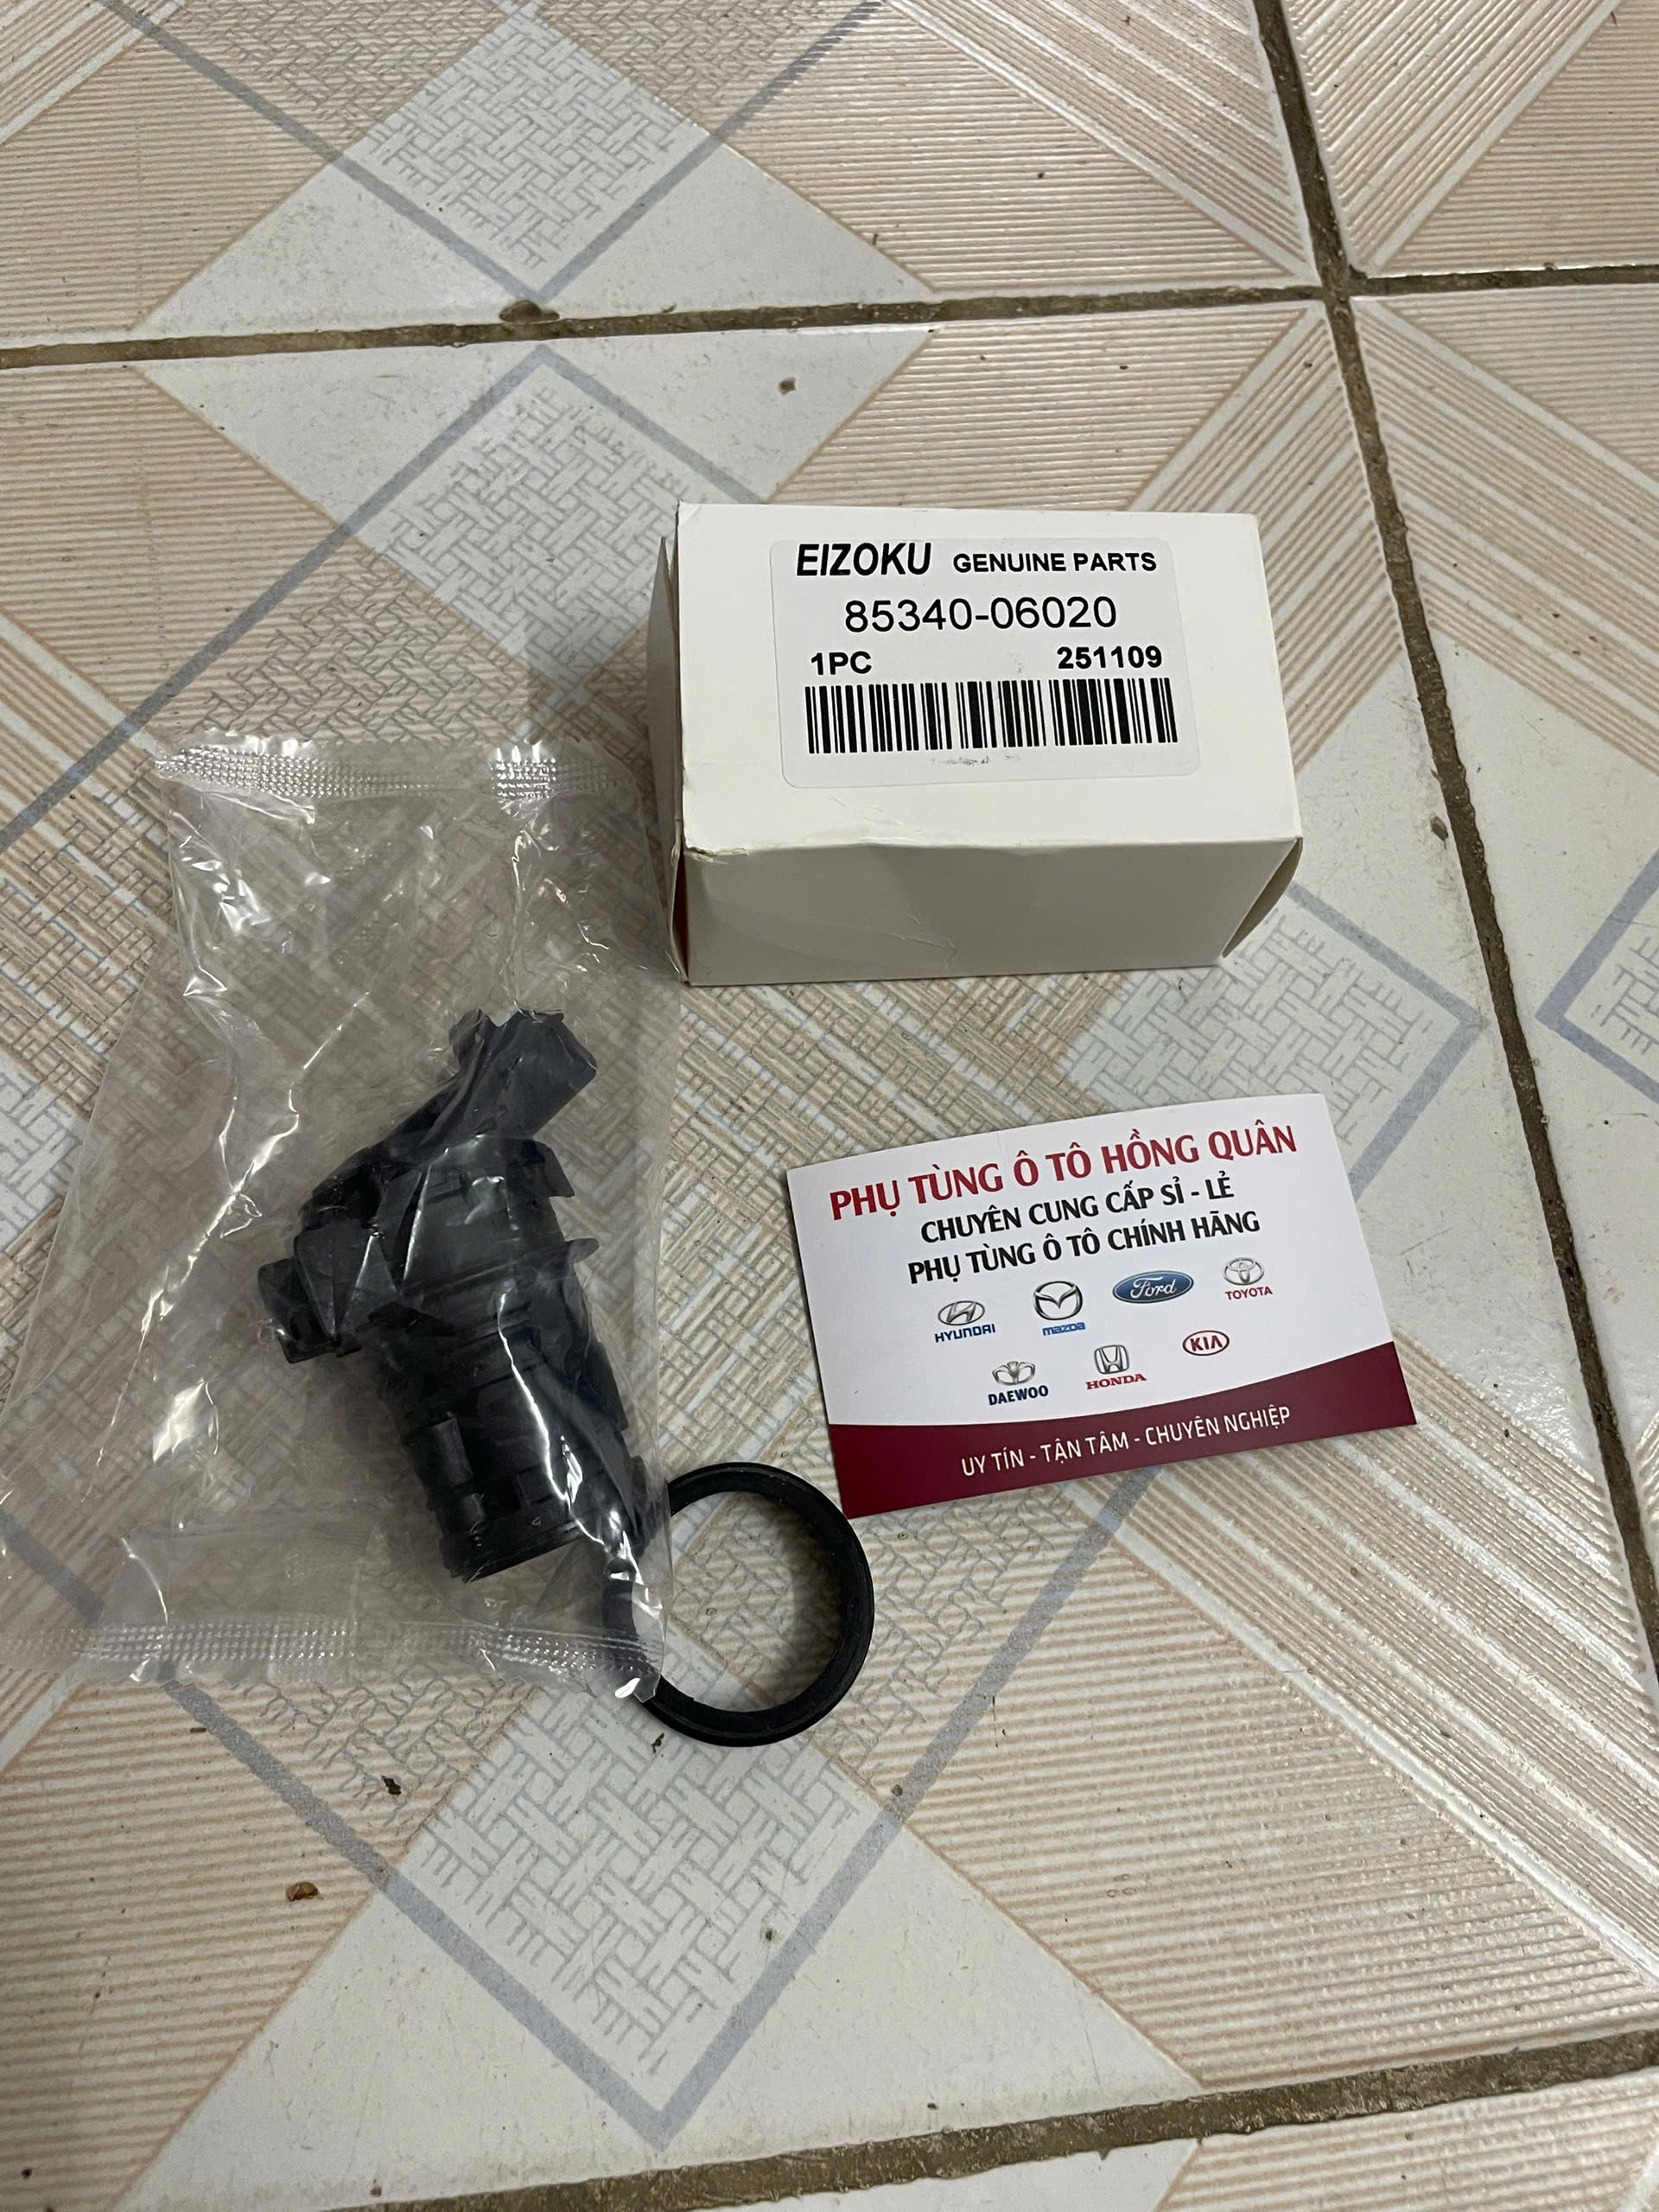 EIZOKU GENUINE PARTS
85340-06020
1PC 251109
PHỤ TÙNG Ô TÔ HỒNG QUÂN
CHUYÊN CUNG CẤP SỈ - LẺ
PHỤ TÙNG Ô TÔ CHÍNH HÃNG
HYUNDAI mazda Ford TOYOTA
DAEWOO HONDA KIA
UY TÍN - TẬN TÂM - CHUYÊN NGHIỆP